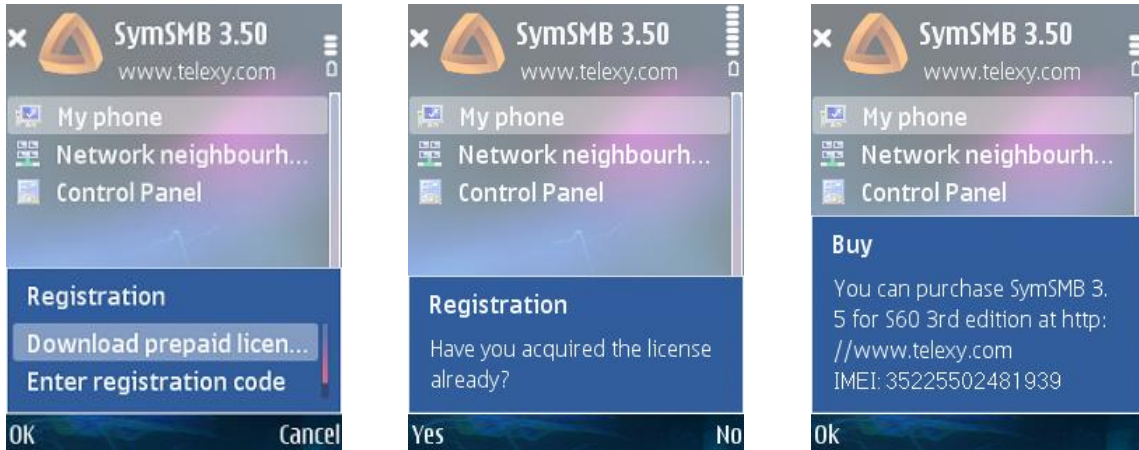 SymSMB 3.50
www.telexy.com
My phone
Network neighbourh...
Control Panel
Registration
Download prepaid licen...
Enter registration code
OK Cancel
SymSMB 3.50
www.telexy.com
My phone
Network neighbourh...
Control Panel
Registration
Have you acquired the license
already?
Yes No
SymSMB 3.50
www.telexy.com
My phone
Network neighbourh...
Control Panel
Buy
You can purchase SymSMB 3.
5 for S60 3rd edition at http:
//www.telexy.com
IMEI: 35225502481939
Ok